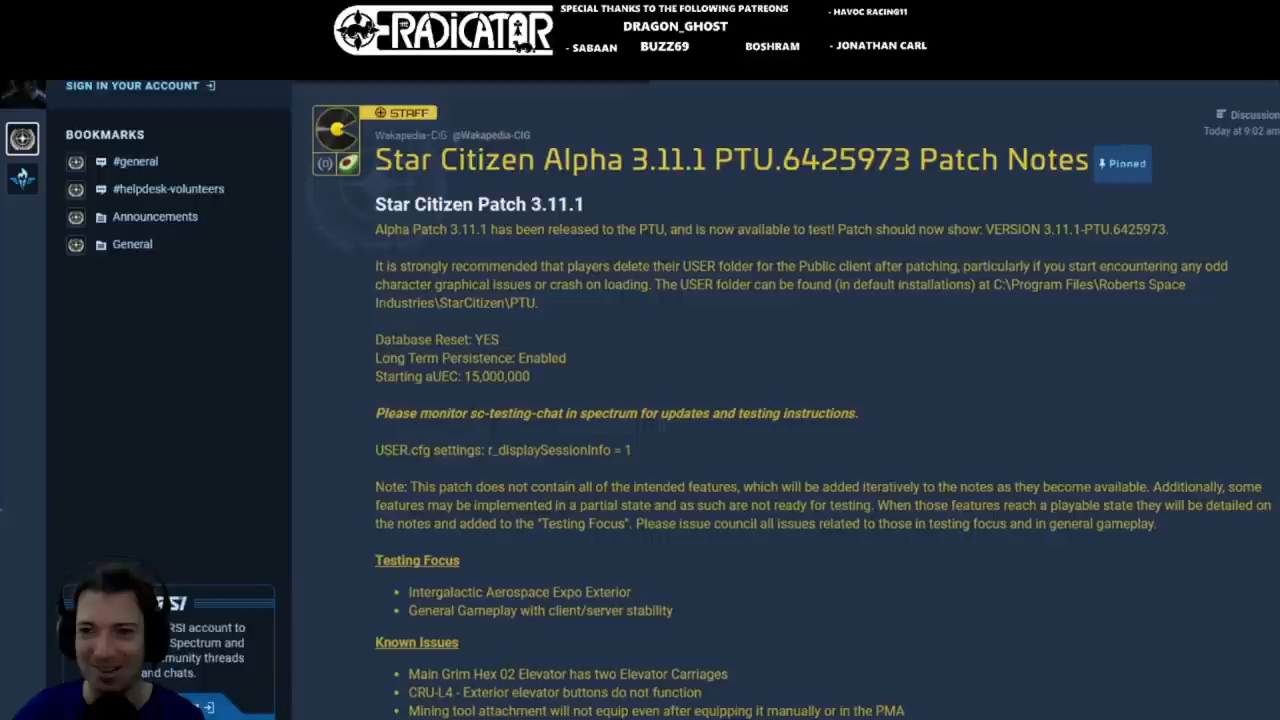 ERADICATOR
SPECIAL THANKS TO THE FOLLOWING PATREONS
DRAGON_GHOST
- SABAAN
BUZZ69
BOSHRAM
- HAVOC RACING11
- JONATHAN CARL
SIGN IN YOUR ACCOUNT
BOOKMARKS
#general
#helpdesk-volunteers
Announcements
General
STAFF
Wakapedia-CIG @Wakapedia-CIG
Discussion
Today at 9:02 am
Star Citizen Alpha 3.11.1 PTU.6425973 Patch Notes
Pinned
Star Citizen Patch 3.11.1
Alpha Patch 3.11.1 has been released to the PTU, and is now available to test! Patch should now show: VERSION 3.11.1-PTU.6425973.
It is strongly recommended that players delete their USER folder for the Public client after patching, particularly if you start encountering any odd
character graphical issues or crash on loading. The USER folder can be found (in default installations) at C:\Program Files\Roberts Space
Industries\StarCitizen\PTU.
Database Reset: YES
Long Term Persistence: Enabled
Starting aUEC: 15,000,000
Please monitor sc-testing-chat in spectrum for updates and testing instructions.
USER.cfg settings: r_displaySessionInfo = 1
Note: This patch does not contain all of the intended features, which will be added iteratively to the notes as they become available. Additionally, some
features may be implemented in a partial state and as such are not ready for testing. When those features reach a playable state they will be detailed on
the notes and added to the "Testing Focus". Please issue council all issues related to those in testing focus and in general gameplay.
Testing Focus
• Intergalactic Aerospace Expo Exterior
• General Gameplay with client/server stability
Known Issues
• Main Grim Hex 02 Elevator has two Elevator Carriages
• CRU-L4 - Exterior elevator buttons do not function
• Mining tool attachment will not equip even after equipping it manually or in the PMA
RSI account to
Spectrum and
threads
and chats.